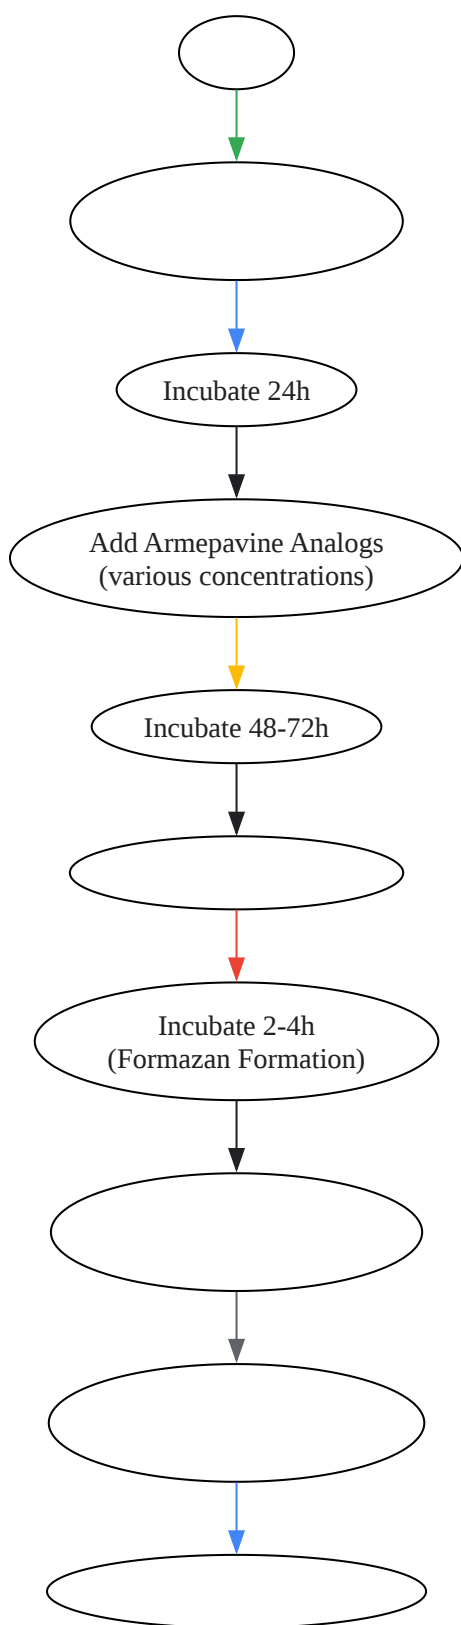 Incubate 24h
Add Armepavine Analogs
(various concentrations)
Incubate 48-72h
Incubate 2-4h
(Formazan Formation)